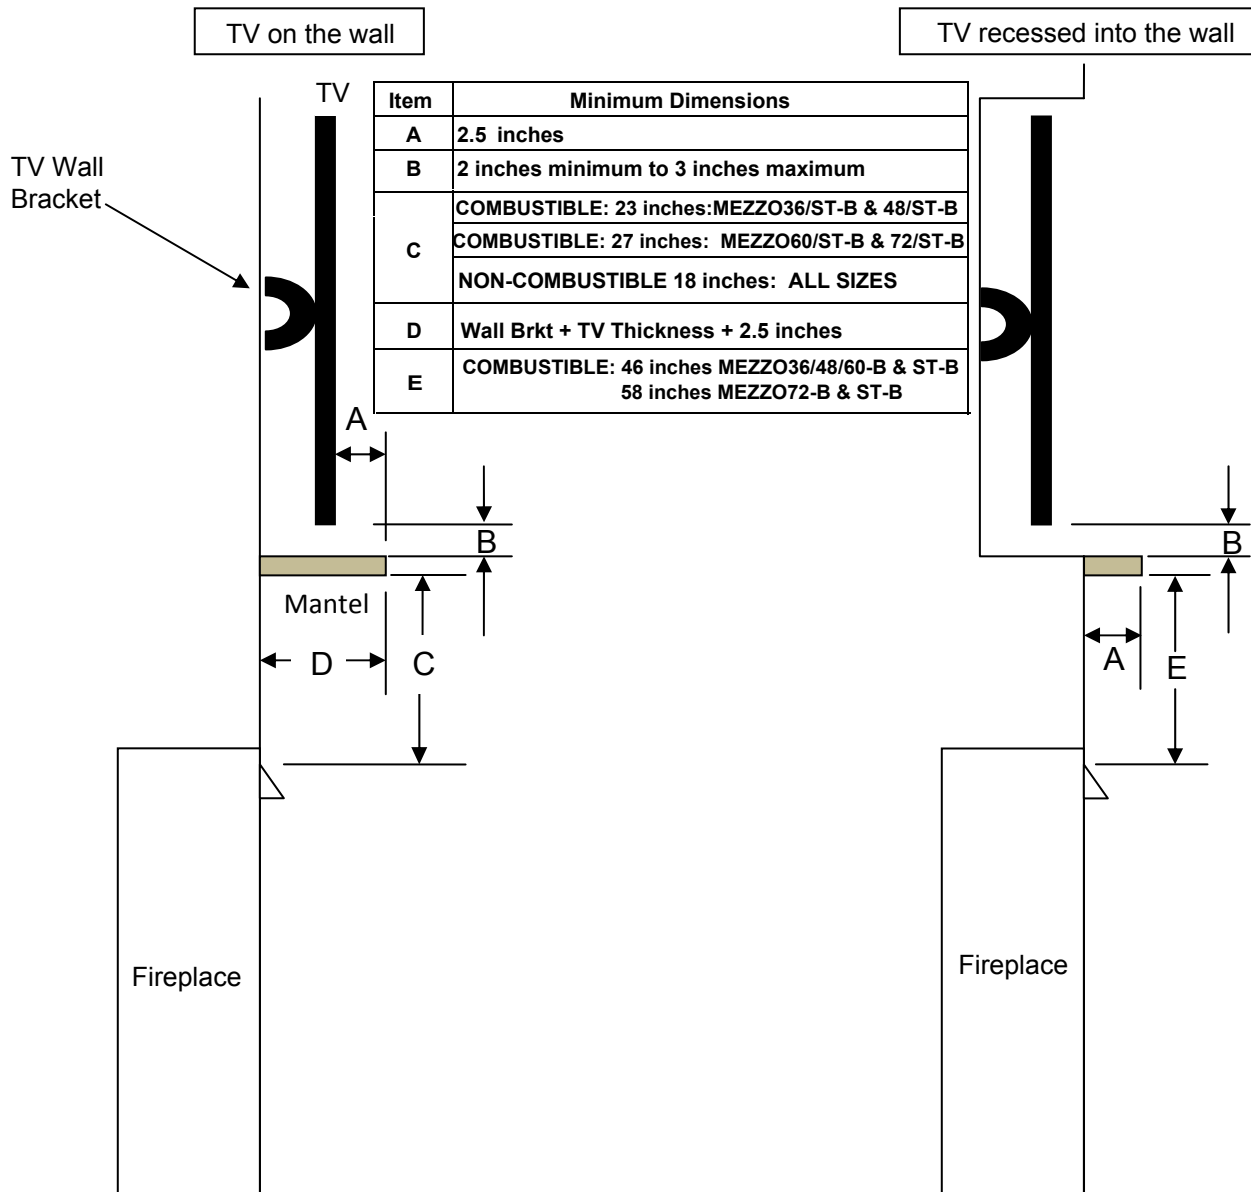 TV on the wall
TV recessed into the wall
TV
TV Wall
Bracket
Item Minimum Dimensions
A 2.5 inches
B 2 inches minimum to 3 inches maximum
C
COMBUSTIBLE: 23 inches:MEZZO36/ST-B & 48/ST-B
COMBUSTIBLE: 27 inches: MEZZO60/ST-B & 72/ST-B
NON-COMBUSTIBLE 18 inches: ALL SIZES
D Wall Brkt + TV Thickness + 2.5 inches
E
COMBUSTIBLE: 46 inches MEZZO36/48/60-B & ST-B
58 inches MEZZO72-B & ST-B
A
B
Mantel
D
C
Fireplace
B
A
E
Fireplace